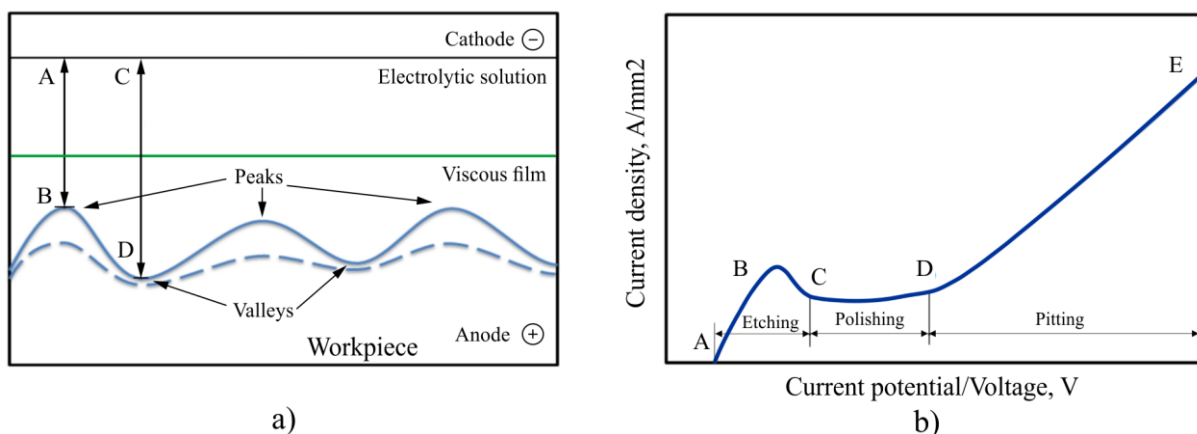 Cathode ⊖
A
C
Electrolytic solution
Viscous film
Peaks
B
D
Valleys
Anode ⊕
Workpiece
a)
Current density, A/mm2
E
B
C
D
Etching
Polishing
Pitting
A
Current potential/Voltage, V
b)